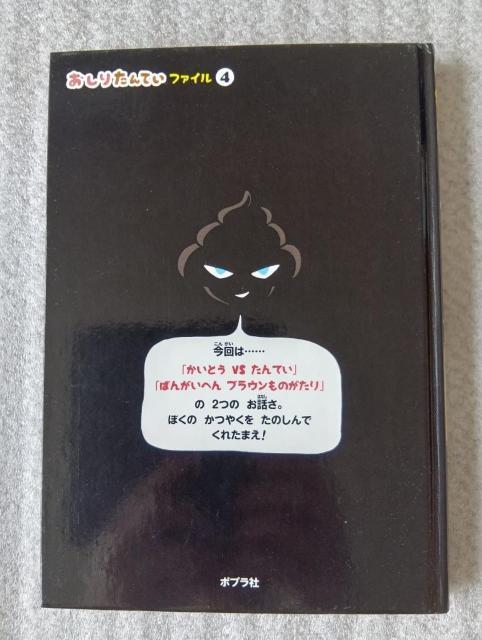 おしりたんてい ファイル 4
今回は……
こん かい
「かいとう VS たんてい」
「ばんがいへん ブラウンものがたり」
の 2つの お話さ。
はなし
ぼくの かつやくを たのしんで
くれたまえ!
ポプラ社